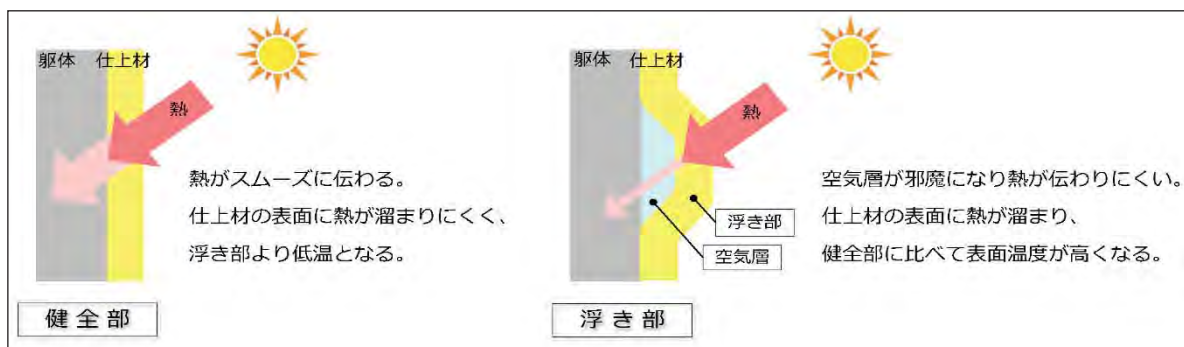 躯体 仕上材
熱
熱がスムーズに伝わる。
仕上材の表面に熱が溜まりにくく、
浮き部より低温となる。
健全部
躯体 仕上材
熱
空気層が邪魔になり熱が伝わりにくい。
仕上材の表面に熱が溜まり、
健全部に比べて表面温度が高くなる。
浮き部
空気層
浮き部